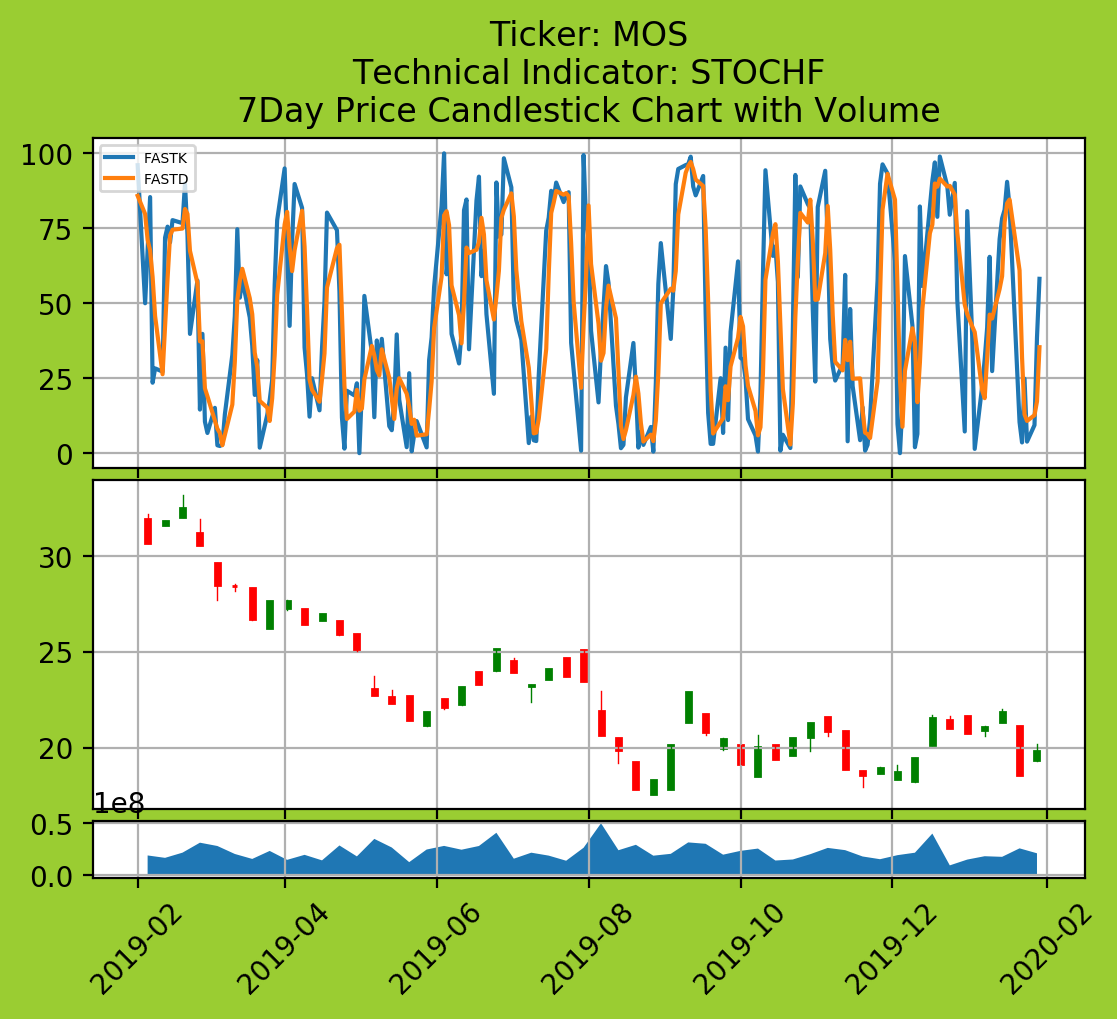 Ticker: MOS
Technical Indicator: STOCHF
7Day Price Candlestick Chart with Volume
100
75
50
25
0
FASTK
FASTD
30
25
20
1e8
0.5
0.0
2019-02
2019-04
2019-06
2019-08
2019-10
2019-12
2020-02